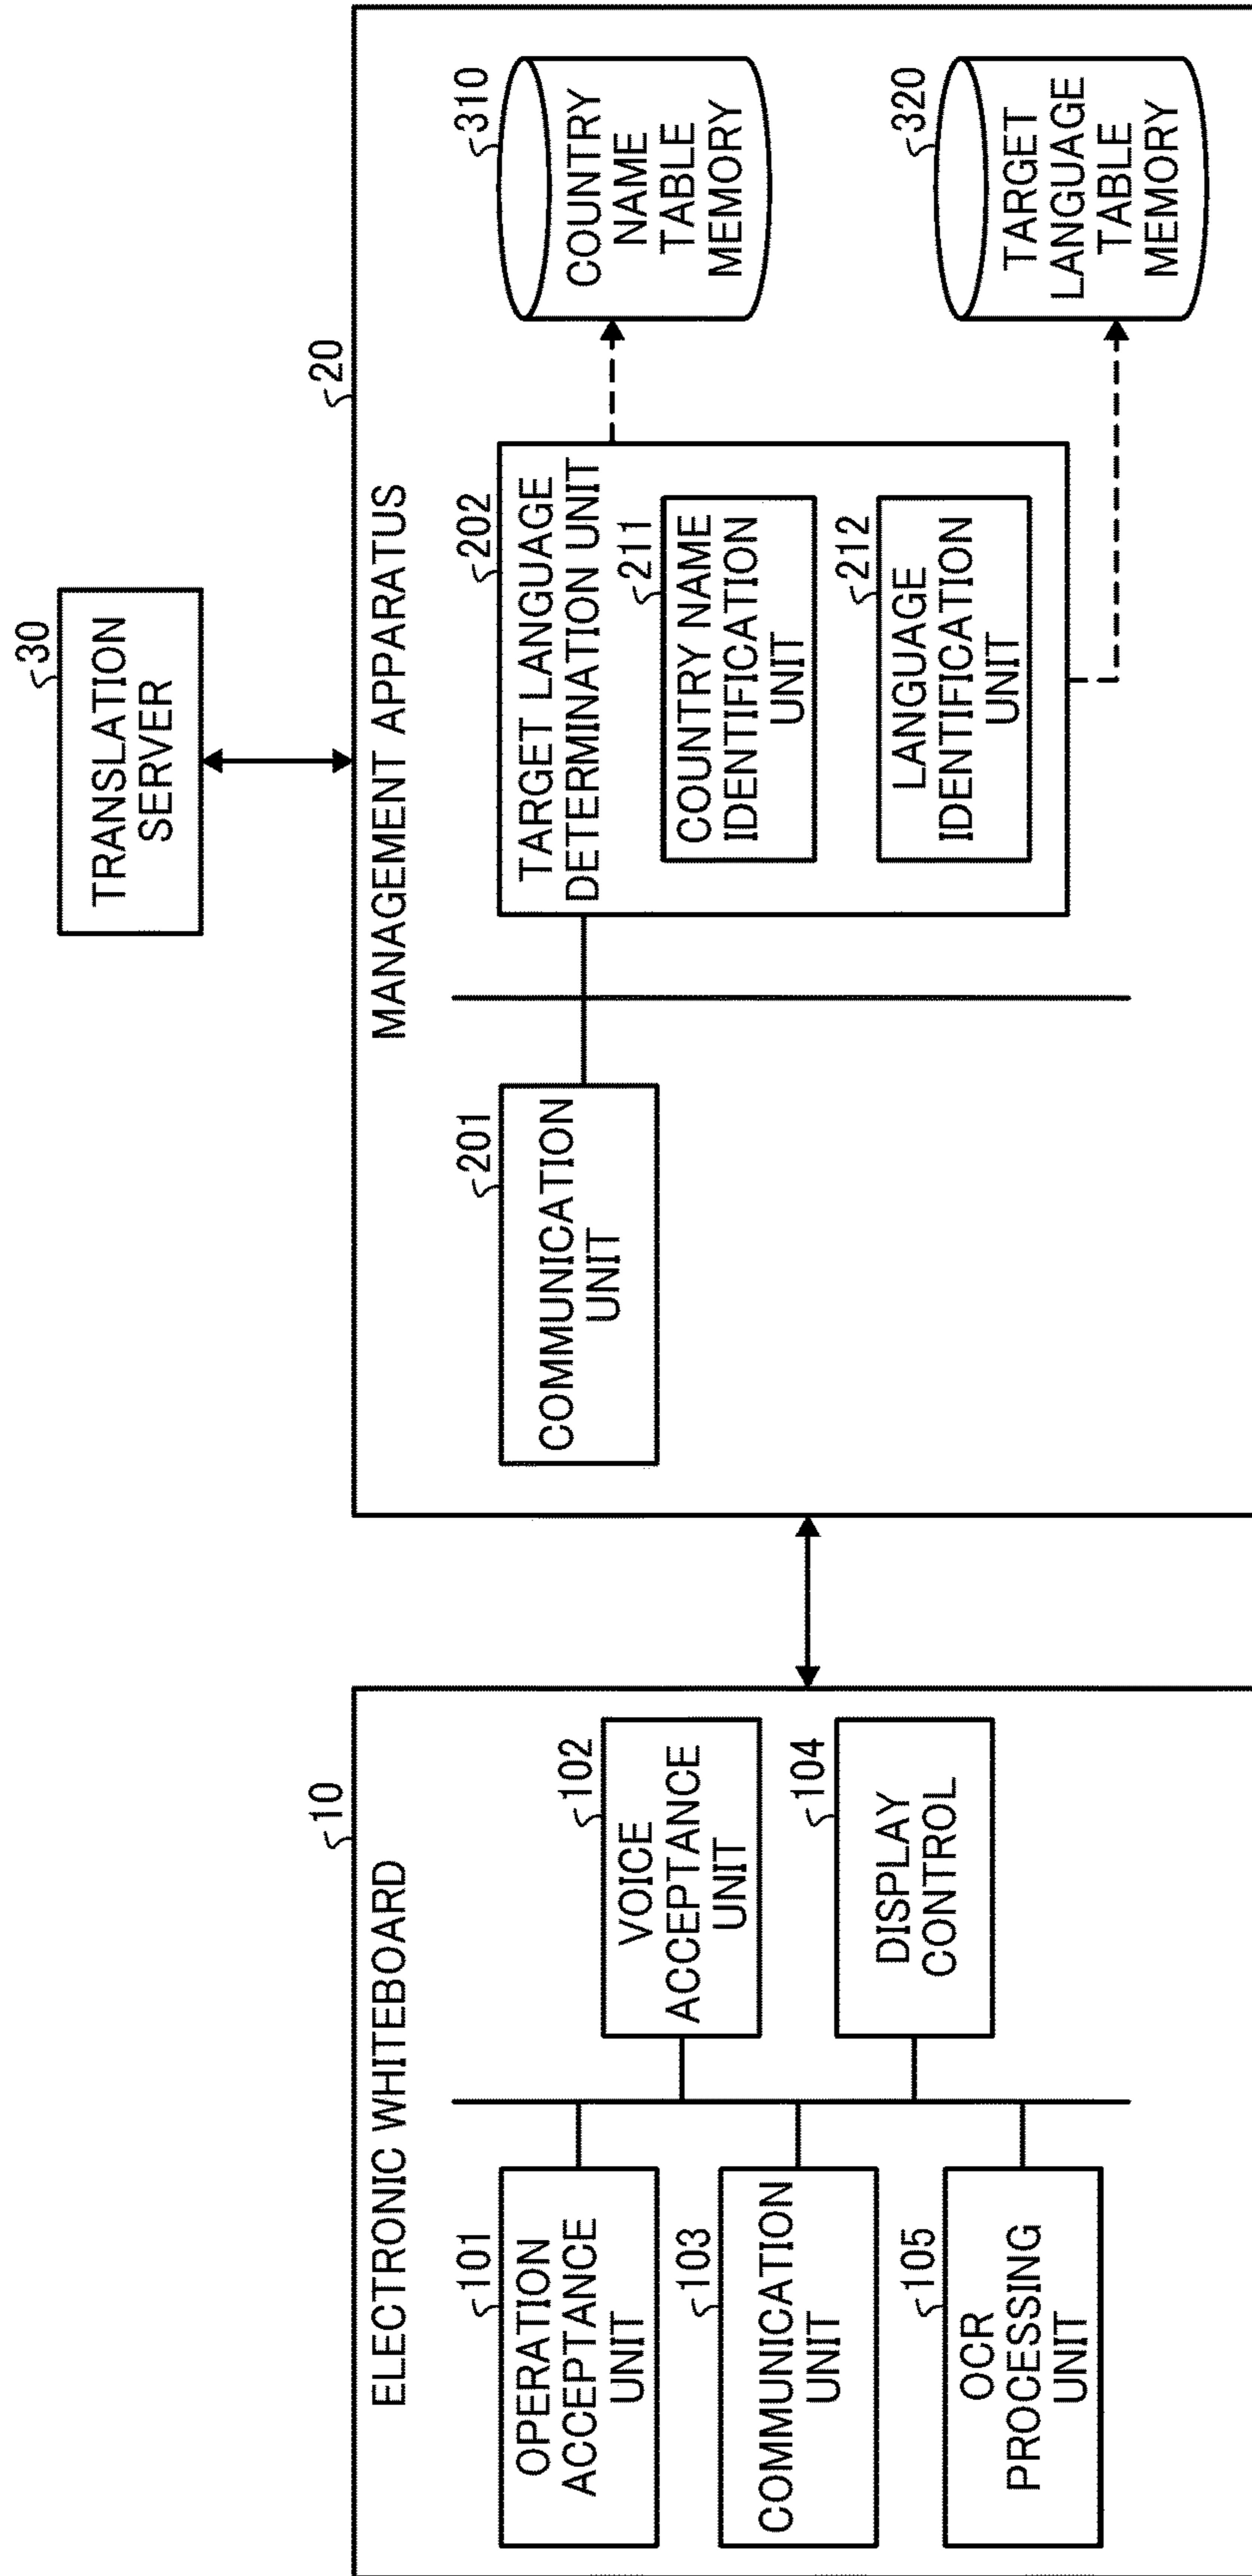 30
TRANSLATION
SERVER
10
ELECTRONIC WHITEBOARD
101
OPERATION
ACCEPTANCE
UNIT
102
VOICE
ACCEPTANCE
UNIT
103
COMMUNICATION
UNIT
104
DISPLAY
CONTROL
105
OCR
PROCESSING
UNIT
20
MANAGEMENT APPARATUS
201
COMMUNICATION
UNIT
202
TARGET LANGUAGE
DETERMINATION UNIT
211
COUNTRY NAME
IDENTIFICATION
UNIT
212
LANGUAGE
IDENTIFICATION
UNIT
310
COUNTRY
NAME
TABLE
MEMORY
320
TARGET
LANGUAGE
TABLE
MEMORY